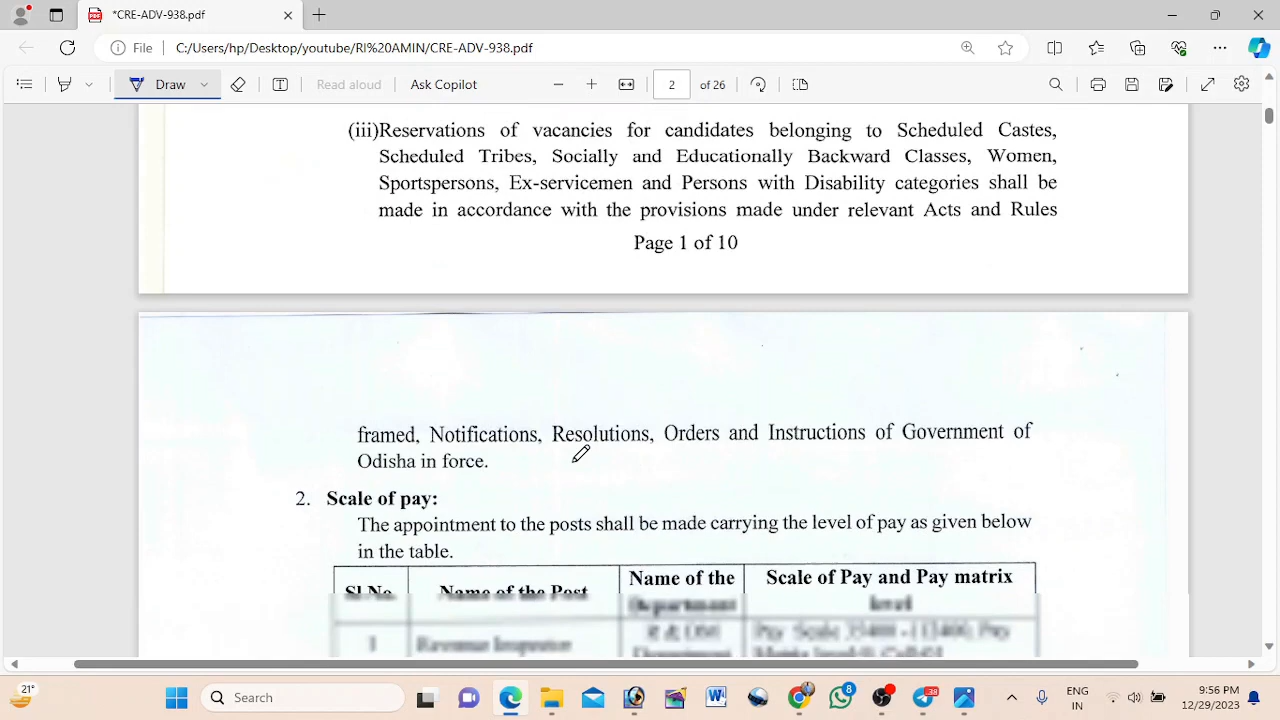 *CRE-ADV-938.pdf
File C:/Users/hp/Desktop/youtube/RI%20AMIN/CRE-ADV-938.pdf
Draw Read aloud Ask Copilot 2 of 26
(iii)Reservations of vacancies for candidates belonging to Scheduled Castes,
Scheduled Tribes, Socially and Educationally Backward Classes, Women,
Sportspersons, Ex-servicemen and Persons with Disability categories shall be
made in accordance with the provisions made under relevant Acts and Rules
Page 1 of 10
framed, Notifications, Resolutions, Orders and Instructions of Government of
Odisha in force.
2. Scale of pay:
The appointment to the posts shall be made carrying the level of pay as given below
in the table.
Sl No. Name of the Post Name of the Scale of Pay and Pay matrix
Department level
1 Revenue Inspector
21° Search 8 38 ENG 9:56 PM
IN 12/29/2023